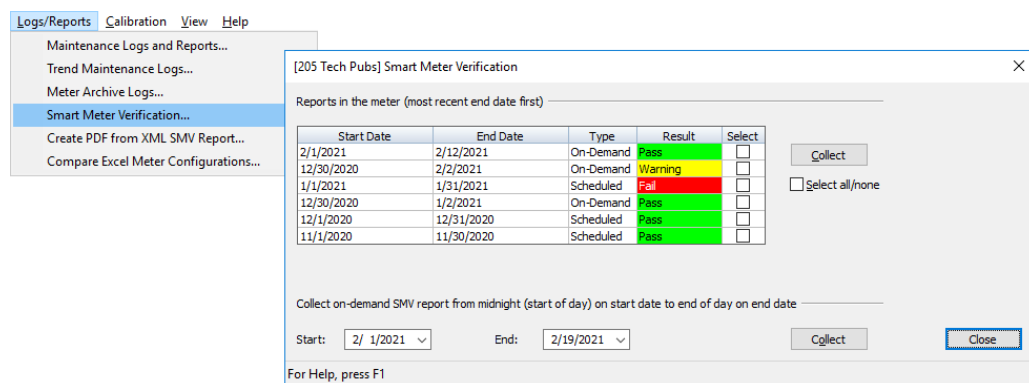 Logs/Reports Calibration View Help
Maintenance Logs and Reports...
Trend Maintenance Logs...
Meter Archive Logs...
Smart Meter Verification...
Create PDF from XML SMV Report...
Compare Excel Meter Configurations...
[205 Tech Pubs] Smart Meter Verification
Reports in the meter (most recent end date first)
Start Date End Date Type Result Select
2/1/2021 2/12/2021 On-Demand Pass
12/30/2020 2/2/2021 On-Demand Warning
1/1/2021 1/31/2021 Scheduled Fail
12/30/2020 1/2/2021 On-Demand Pass
12/1/2020 12/31/2020 Scheduled Pass
11/1/2020 11/30/2020 Scheduled Pass
Collect
Select all/none
Collect on-demand SMV report from midnight (start of day) on start date to end of day on end date
Start: 2/ 1/2021 End: 2/19/2021 Collect Close
For Help, press F1